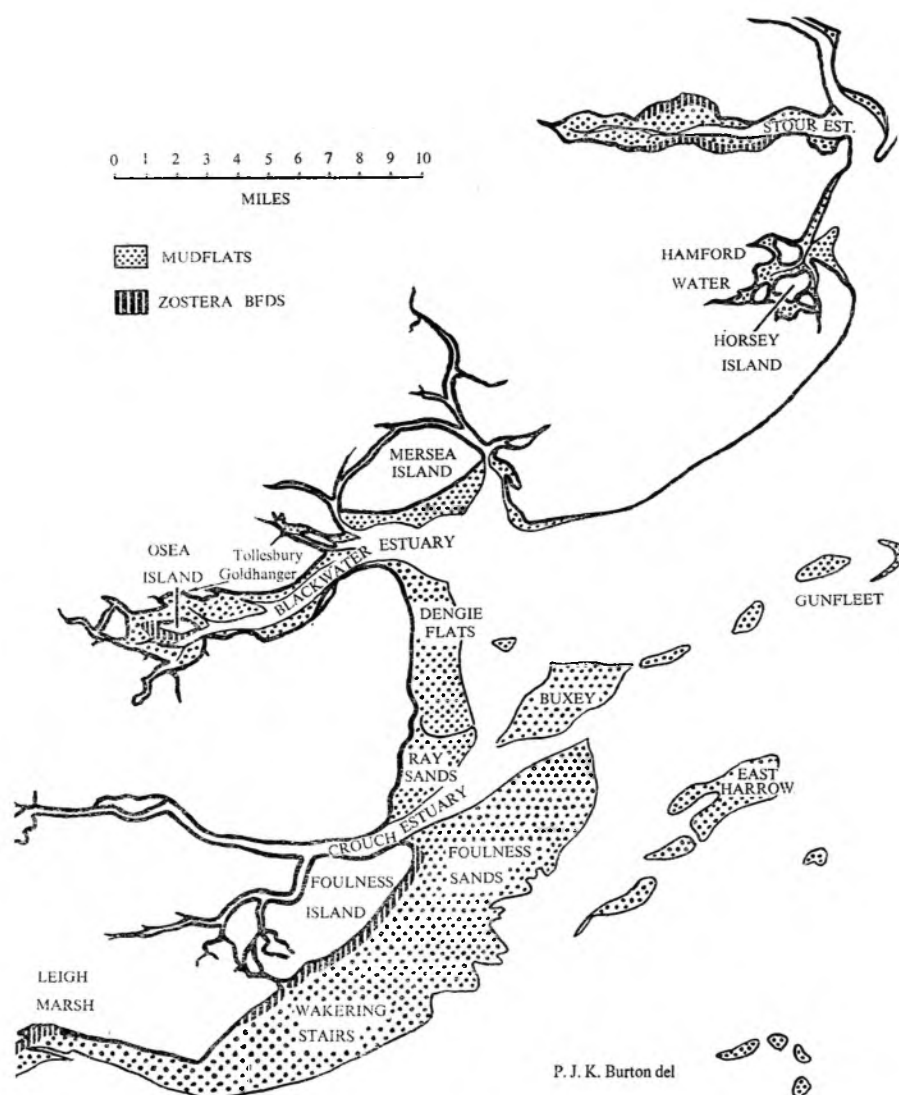 STOUR EST.
0 1 2 3 4 5 6 7 8 9 10
MILES
MUDFLATS
ZOSTERA BEDS
HAMFORD
WATER
HORSEY
ISLAND
MERSEA
ISLAND
OSEA
ISLAND
Tollesbury
Goldhanger
BLACKWATER ESTUARY
DENGIE
FLATS
GUNFLEET
BUXEY
RAY
SANDS
EAST
HARROW
CROUCH ESTUARY
FOULNESS
SANDS
FOULNESS
ISLAND
LEIGH
MARSH
WAKERING
STAIRS
P. J. K. Burton del